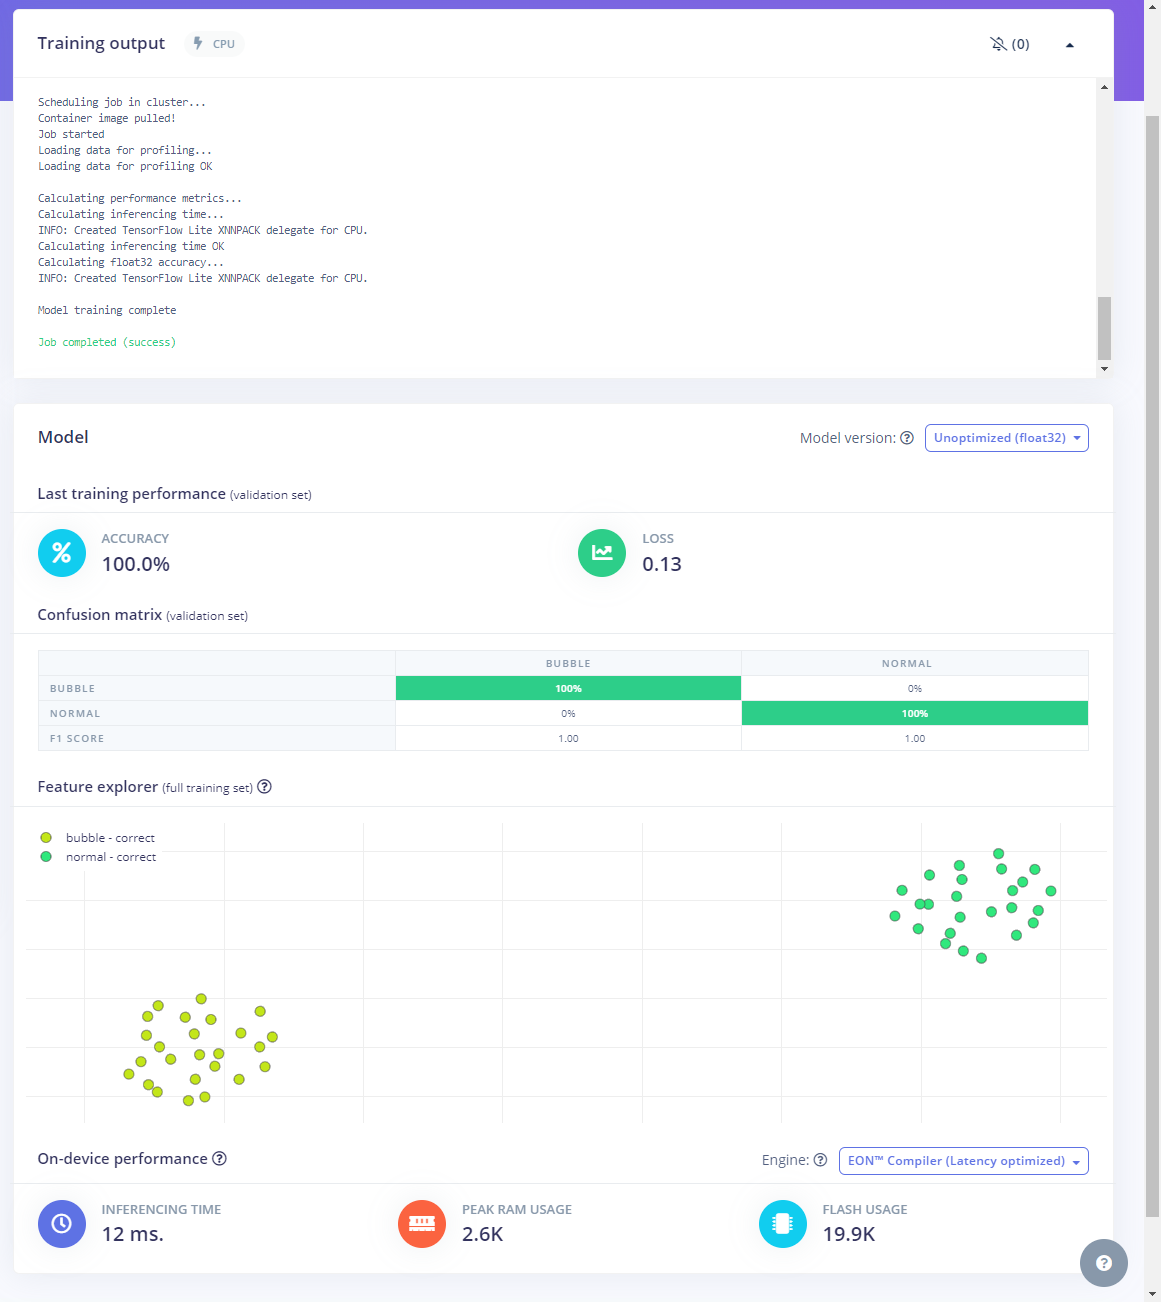 Training output
CPU
(0)
Scheduling job in cluster...
Container image pulled!
Job started
Loading data for profiling...
Loading data for profiling OK
Calculating performance metrics...
Calculating inferencing time...
INFO: Created TensorFlow Lite XNNPACK delegate for CPU.
Calculating inferencing time OK
Calculating float32 accuracy...
INFO: Created TensorFlow Lite XNNPACK delegate for CPU.
Model training complete
Job completed (success)
Model
Model version: ?
Unoptimized (float32)
Last training performance (validation set)
%
ACCURACY
100.0%
LOSS
0.13
Confusion matrix (validation set)
BUBBLE NORMAL
BUBBLE 100% 0%
NORMAL 0% 100%
F1 SCORE 1.00 1.00
Feature explorer (full training set) ?
bubble - correct
normal - correct
On-device performance ?
Engine: ?
EON™ Compiler (Latency optimized)
INFERENCING TIME
12 ms.
PEAK RAM USAGE
2.6K
FLASH USAGE
19.9K
?